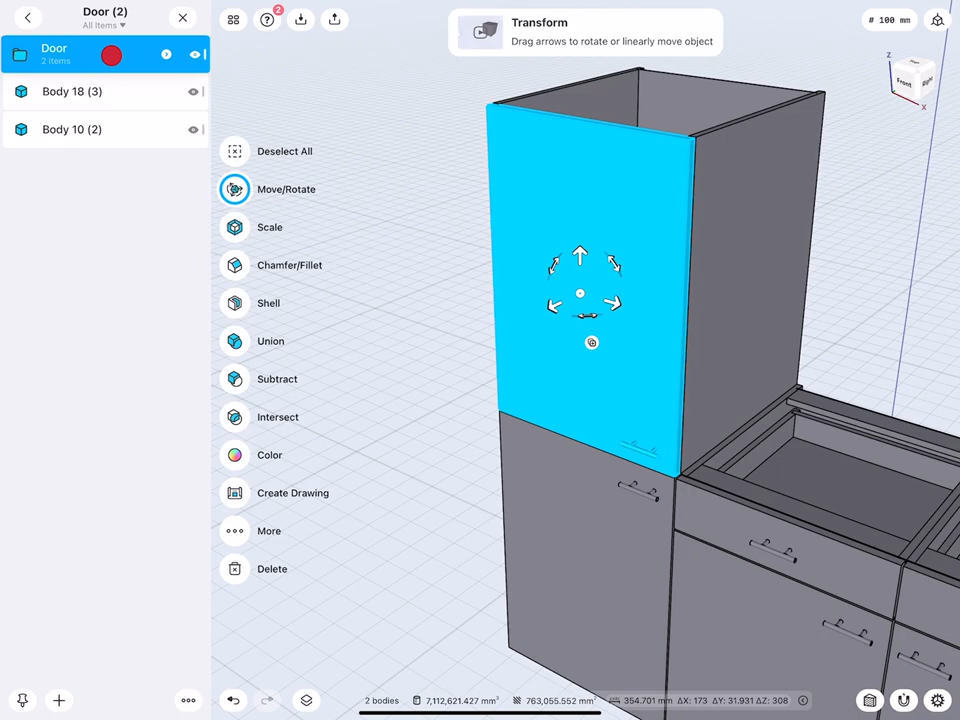 Door (2)
All Items ▼
Door
2 items
Body 18 (3)
Body 10 (2)
2
Transform
Drag arrows to rotate or linearly move object
# 100 mm
Z
Front
Right
X
Deselect All
Move/Rotate
Scale
Chamfer/Fillet
Shell
Union
Subtract
Intersect
Color
Create Drawing
More
Delete
2 bodies 7,112,621.427 mm³ 763,055.552 mm² 354.701 mm ΔX: 173 ΔY: 31.931 ΔZ: 308